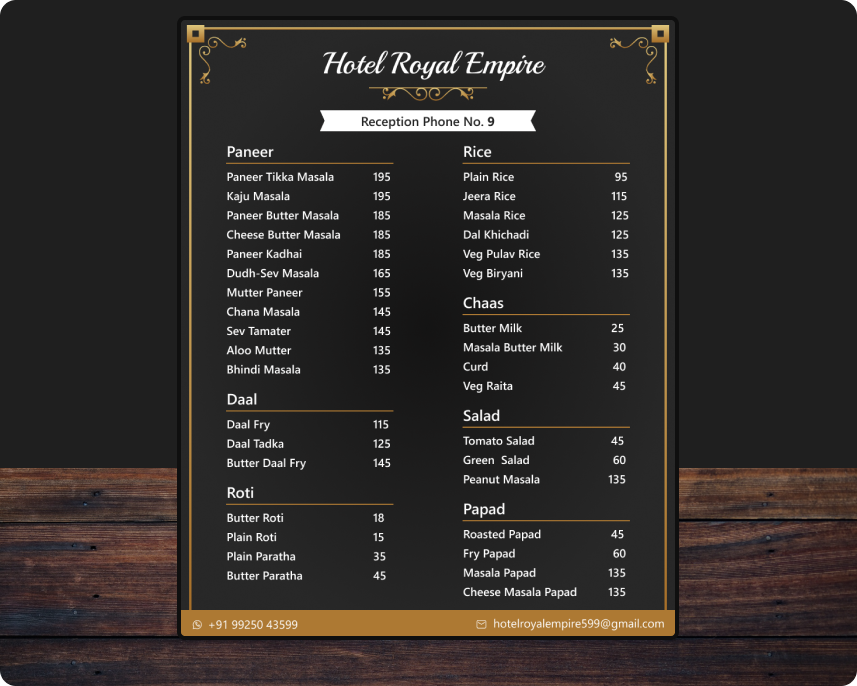 Hotel Royal Empire
Reception Phone No. 9
Paneer
Paneer Tikka Masala 195
Kaju Masala 195
Paneer Butter Masala 185
Cheese Butter Masala 185
Paneer Kadhai 185
Dudh-Sev Masala 165
Mutter Paneer 155
Chana Masala 145
Sev Tamater 145
Aloo Mutter 135
Bhindi Masala 135
Daal
Daal Fry 115
Daal Tadka 125
Butter Daal Fry 145
Roti
Butter Roti 18
Plain Roti 15
Plain Paratha 35
Butter Paratha 45
Rice
Plain Rice 95
Jeera Rice 115
Masala Rice 125
Dal Khichadi 125
Veg Pulav Rice 135
Veg Biryani 135
Chaas
Butter Milk 25
Masala Butter Milk 30
Curd 40
Veg Raita 45
Salad
Tomato Salad 45
Green Salad 60
Peanut Masala 135
Papad
Roasted Papad 45
Fry Papad 60
Masala Papad 135
Cheese Masala Papad 135
+91 99250 43599
hotelroyalempire599@gmail.com